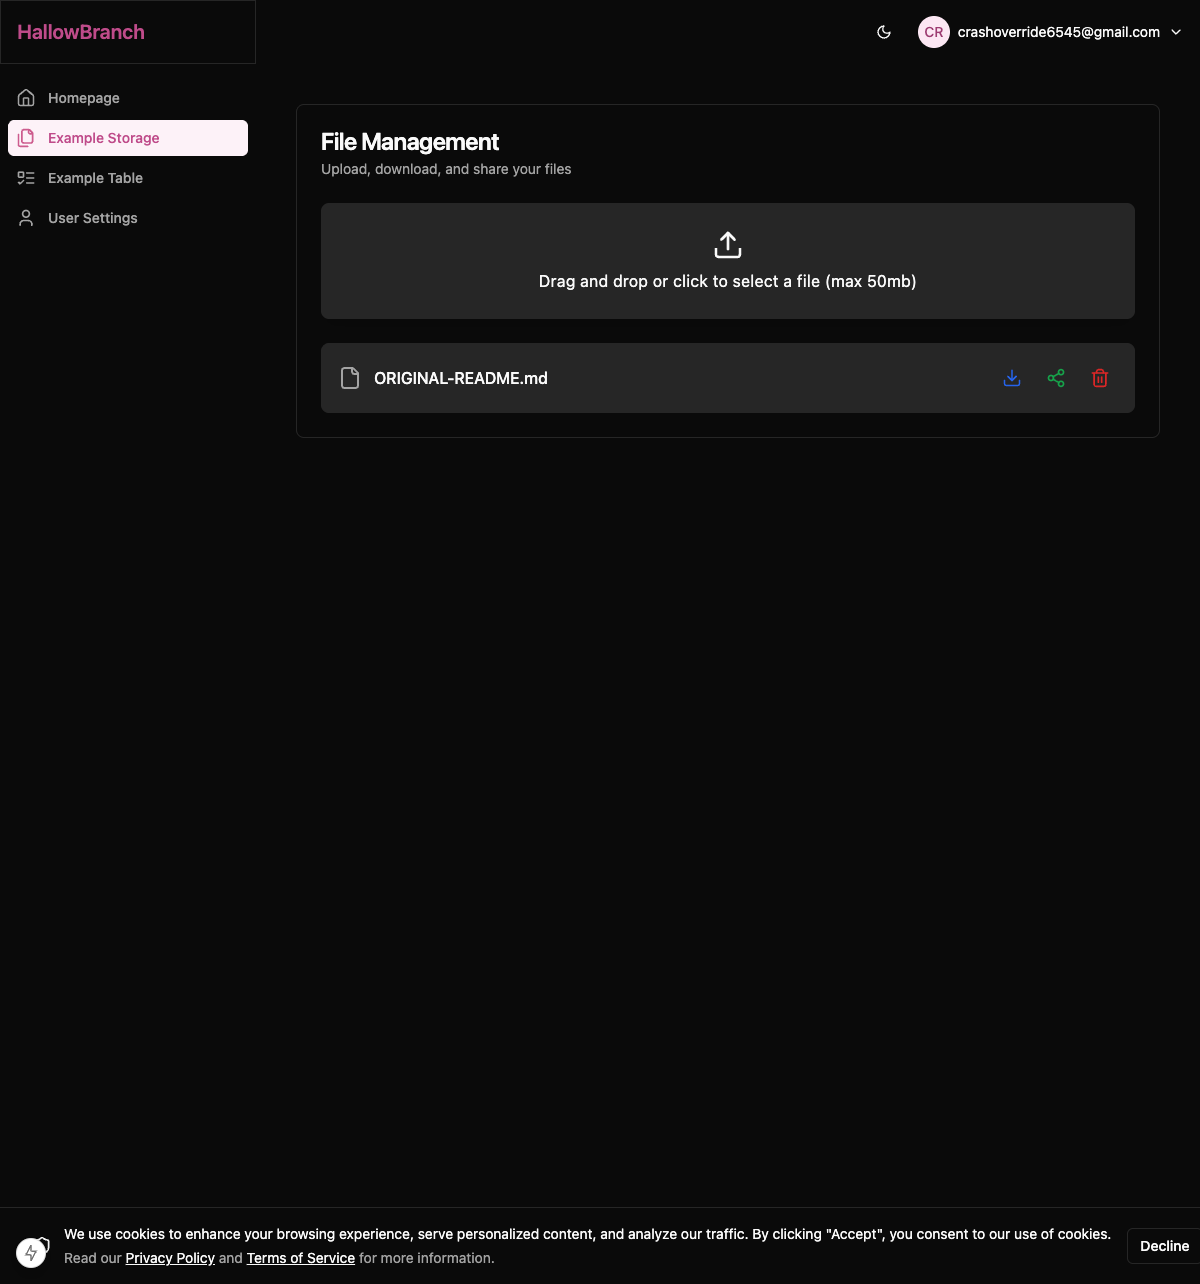 HallowBranch
CR crashoverride6545@gmail.com
Homepage
Example Storage
Example Table
User Settings
File Management
Upload, download, and share your files
Drag and drop or click to select a file (max 50mb)
ORIGINAL-README.md
We use cookies to enhance your browsing experience, serve personalized content, and analyze our traffic. By clicking "Accept", you consent to our use of cookies.
Read our Privacy Policy and Terms of Service for more information.
Decline